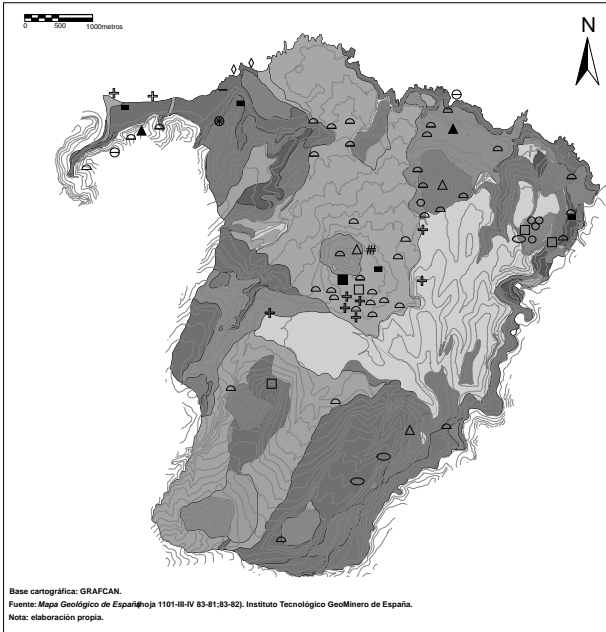 0 500 1000metros
N
#
Base cartográfica: GRAFCAN.
Fuente: Mapa Geológico de España(hoja 1101-III-IV 83-81;83-82). Instituto Tecnológico GeoMinero de España.
Nota: elaboración propia.